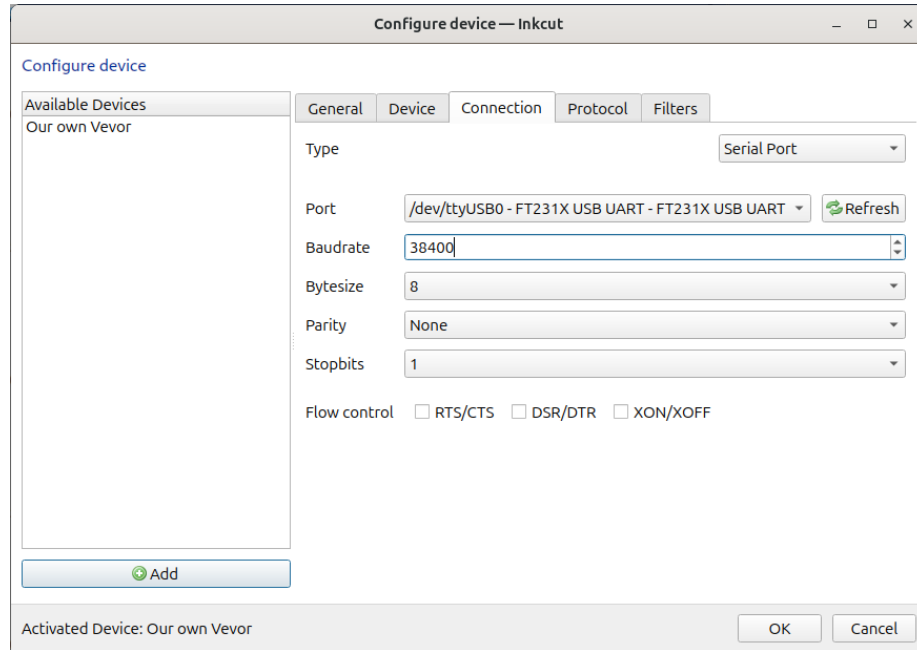 Configure device — Inkcut
Configure device
Available Devices
Our own Vevor
Add
General Device Connection Protocol Filters
Type Serial Port
Port /dev/ttyUSB0 - FT231X USB UART - FT231X USB UART Refresh
Baudrate 38400
Bytesize 8
Parity None
Stopbits 1
Flow control RTS/CTS DSR/DTR XON/XOFF
Activated Device: Our own Vevor OK Cancel